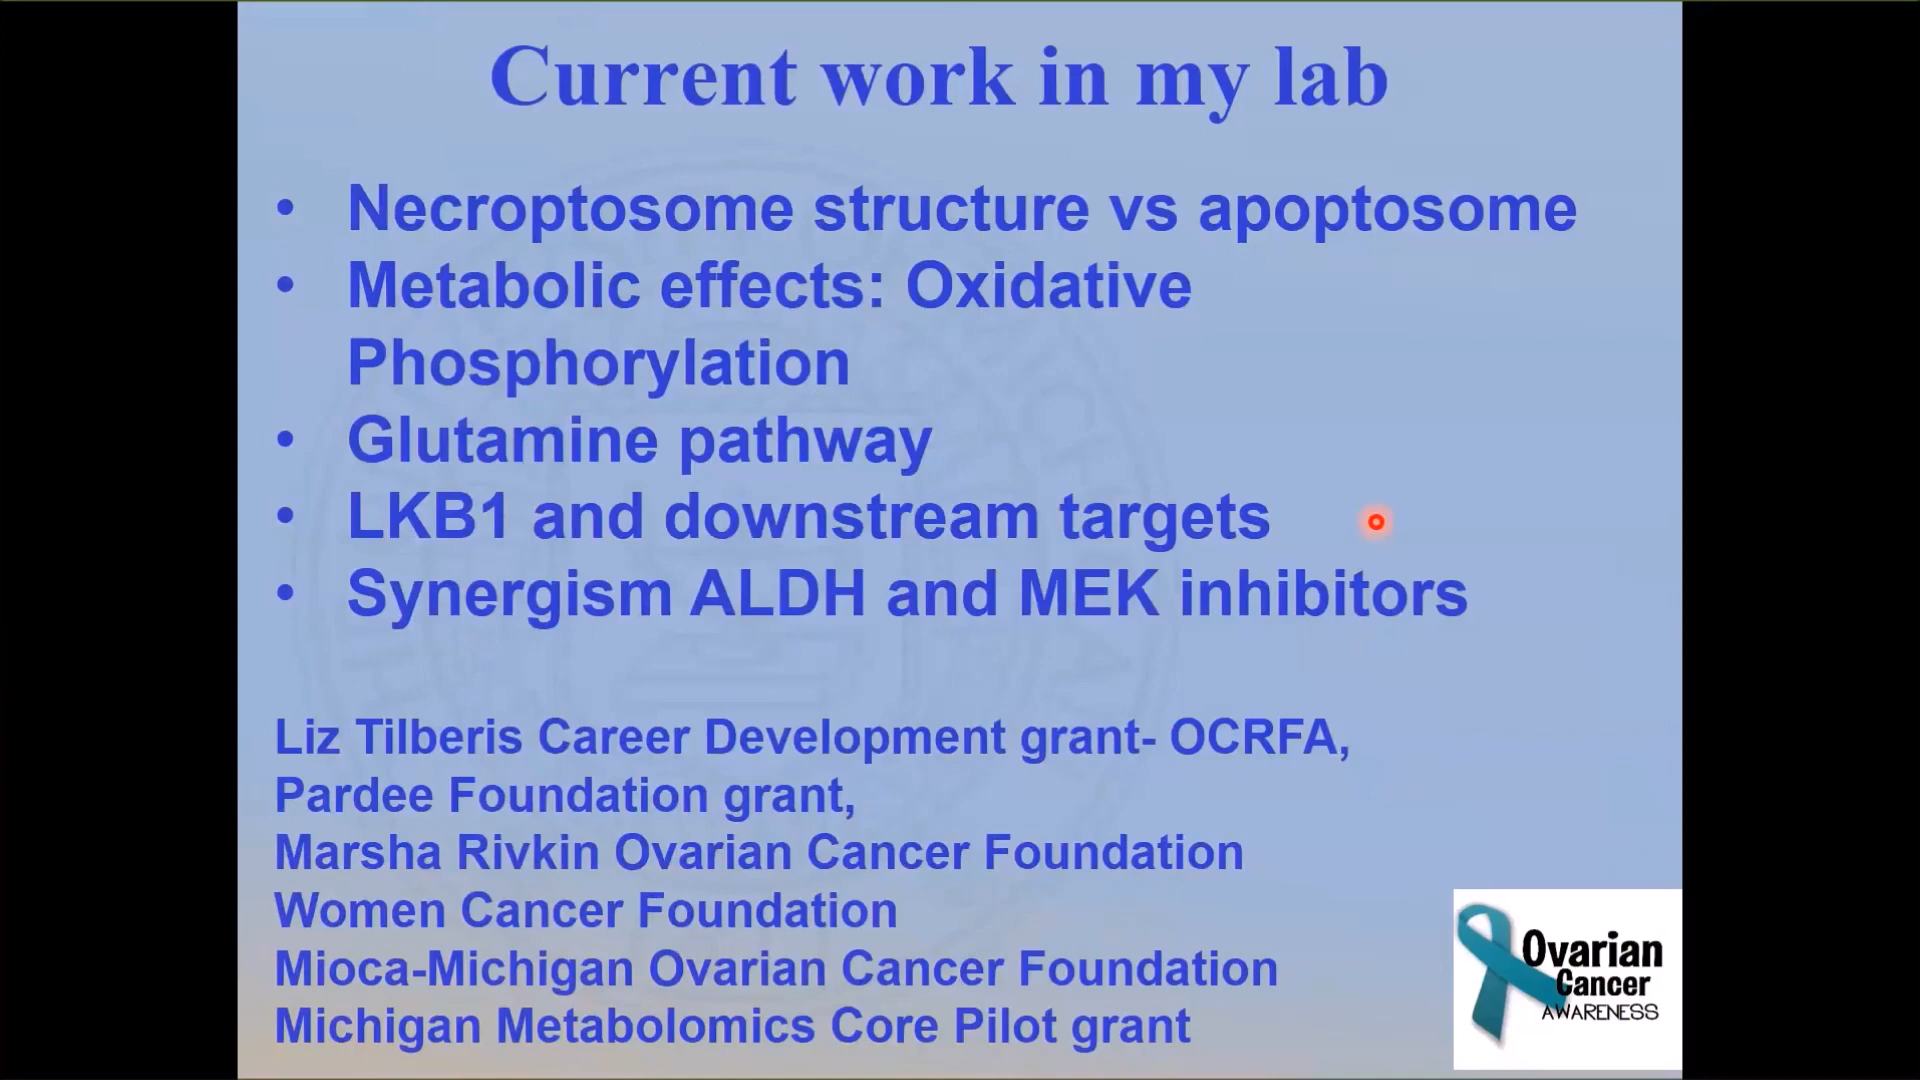 Current work in my lab
• Necroptosome structure vs apoptosome
• Metabolic effects: Oxidative
Phosphorylation
• Glutamine pathway
• LKB1 and downstream targets
• Synergism ALDH and MEK inhibitors
Liz Tilberis Career Development grant- OCRFA,
Pardee Foundation grant,
Marsha Rivkin Ovarian Cancer Foundation
Women Cancer Foundation
Mioca-Michigan Ovarian Cancer Foundation
Michigan Metabolomics Core Pilot grant
Ovarian
Cancer
AWARENESS